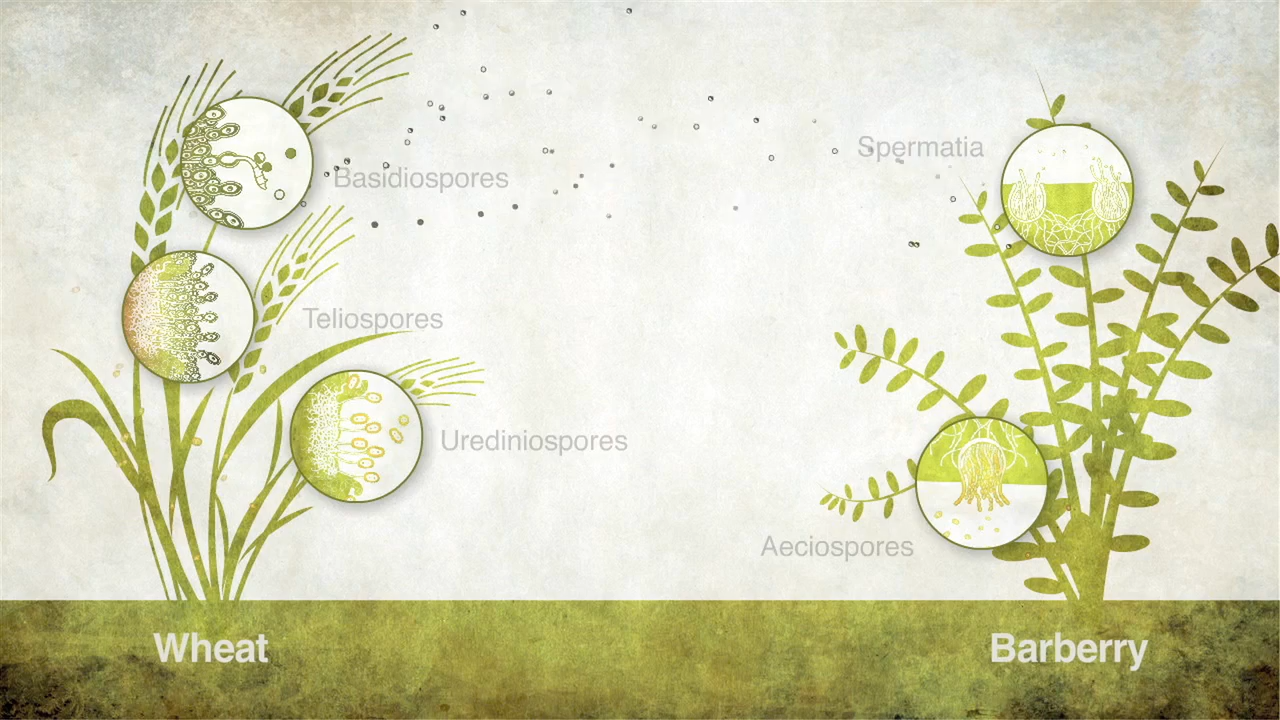 Spermatia
Basidiospores
Teliospores
Urediniospores
Aeciospores
Wheat
Barberry